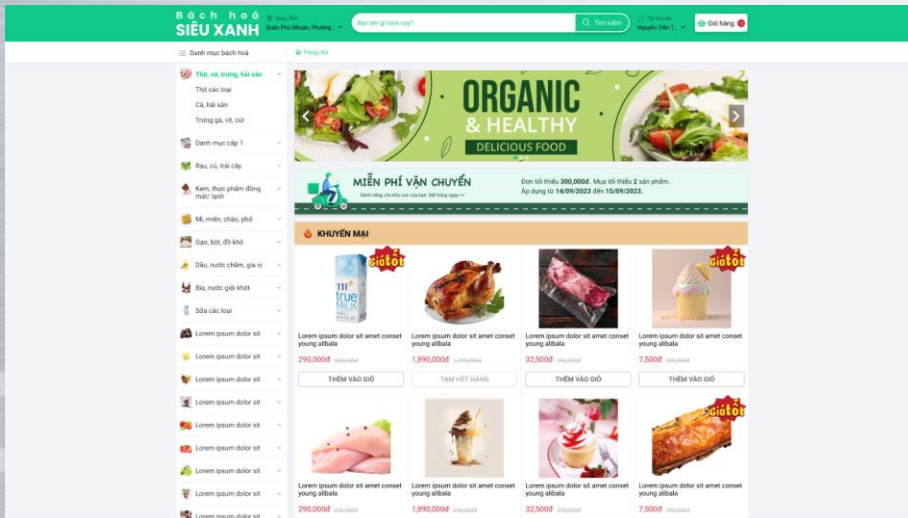 Bách hoá
SIÊU XANH
Giao đến:
Quận Phú Nhuận, Phường...
Bạn tìm gì hôm nay?
Tìm kiếm
Tài khoản
Nguyễn Tiến T...
Giỏ hàng
Danh mục bách hoá
Trang chủ
Thịt, cá, trứng, hải sản
Thịt các loại
Cá, hải sản
Trứng gà, vịt, cút
Danh mục cấp 1
Rau, củ, trái cây
Kem, thực phẩm đông
mát/ lạnh
Mì, miến, cháo, phở
Gạo, bột, đồ khô
Dầu, nước chấm, gia vị
Bia, nước giải khát
Sữa các loại
Lorem ipsum dolor sit
Lorem ipsum dolor sit
Lorem ipsum dolor sit
Lorem ipsum dolor sit
Lorem ipsum dolor sit
Lorem ipsum dolor sit
Lorem ipsum dolor sit
Lorem ipsum dolor sit
Lorem ipsum dolor sit
ORGANIC
& HEALTHY
DELICIOUS FOOD
MIỄN PHÍ VẬN CHUYỂN
Dành riêng cho khu vực của bạn. Đặt hàng ngay
Đơn tối thiểu 300,000đ. Mua tối thiểu 2 sản phẩm.
Áp dụng từ 14/09/2023 đến 15/09/2023.
KHUYẾN MẠI
Giá tốt
TH
true
MILK
Lorem ipsum dolor sit amet conset
young alibala
290,000đ
THÊM VÀO GIỎ
Lorem ipsum dolor sit amet conset
young alibala
1,890,000đ
TẠM HẾT HÀNG
Lorem ipsum dolor sit amet conset
young alibala
32,500đ
THÊM VÀO GIỎ
Giá tốt
Lorem ipsum dolor sit amet conset
young alibala
7,500đ
THÊM VÀO GIỎ
Lorem ipsum dolor sit amet conset
young alibala
290,000đ
Lorem ipsum dolor sit amet conset
young alibala
1,890,000đ
Lorem ipsum dolor sit amet conset
young alibala
32,500đ
Giá tốt
Lorem ipsum dolor sit amet conset
young alibala
7,500đ